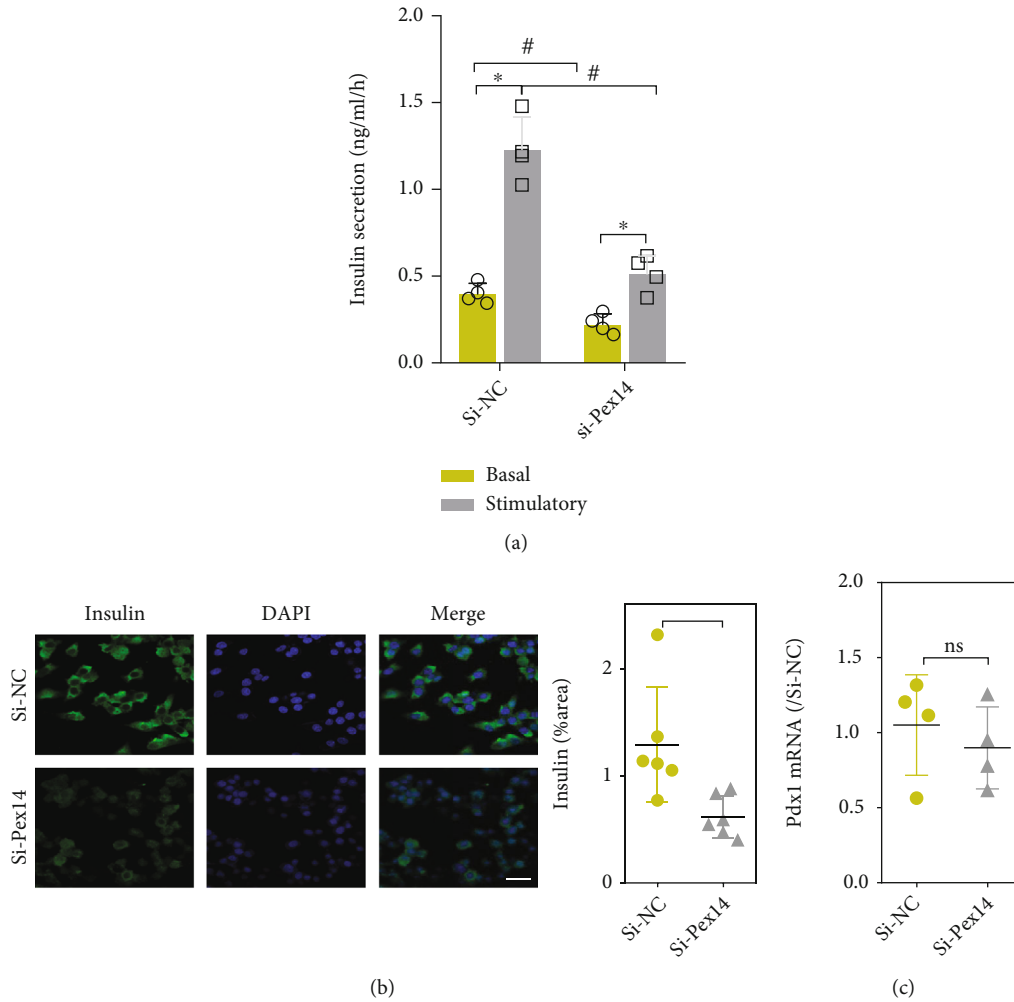 2.0
#
#
*
1.5
1.0
*
0.5
0.0
Insulin secretion (ng/ml/h)
Si-NC
si-Pex14
Basal
Stimulatory
(a)
Insulin
DAPI
Merge
Si-NC
Si-Pex14
Insulin (%area)
2
1
0
Si-NC
Si-Pex14
(b)
Pdx1 mRNA (/Si-NC)
2.0
1.5
1.0
0.5
0.0
ns
Si-NC
Si-Pex14
(c)